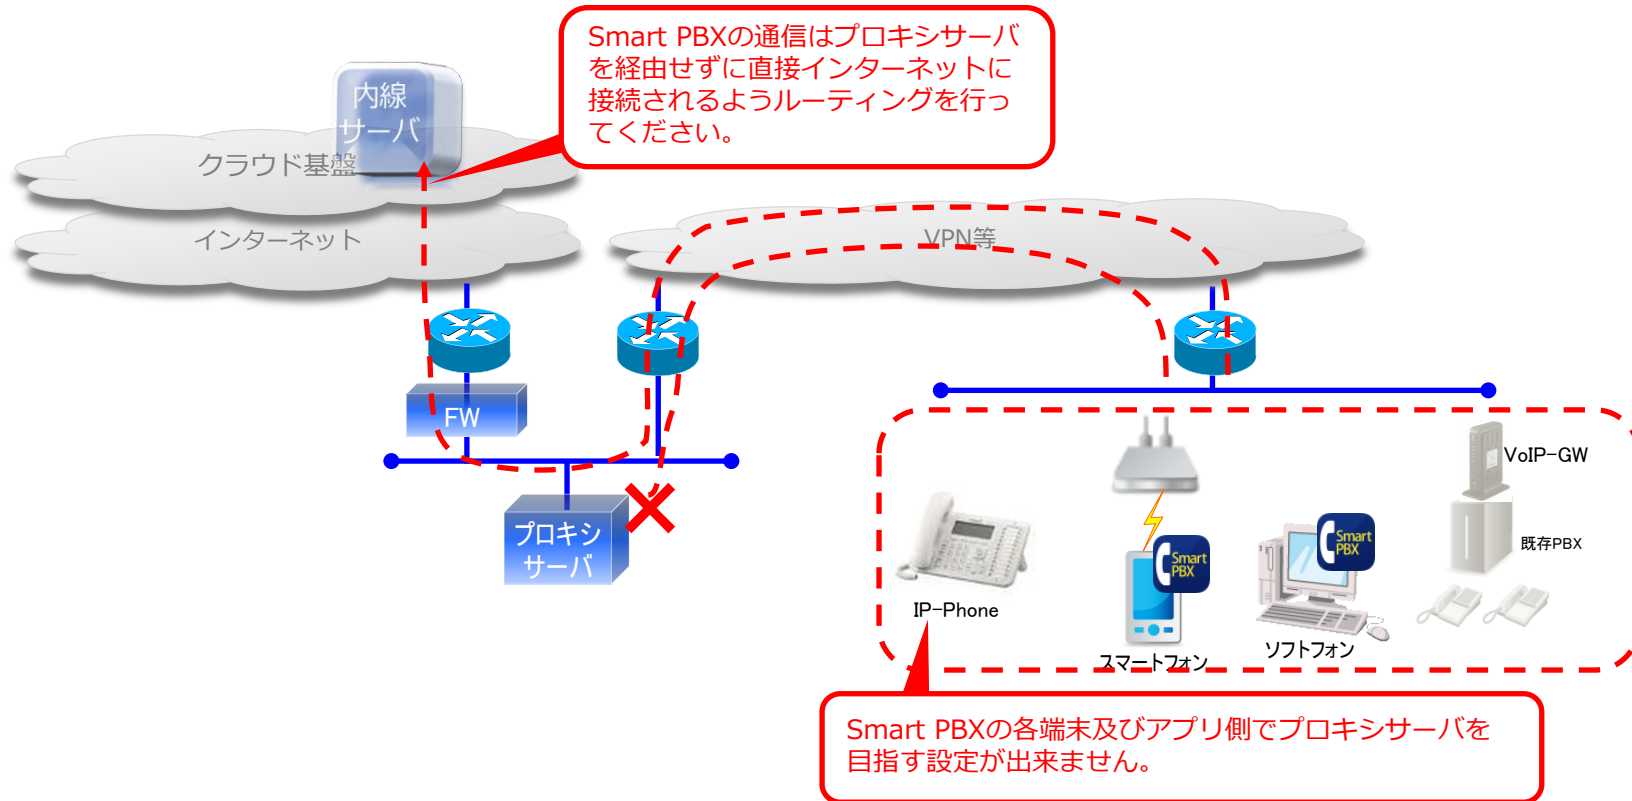 Smart PBXの通信はプロキシサーバ
を経由せずに直接インターネットに
接続されるようルーティングを行っ
てください。
内線
サーバ
クラウド基盤
インターネット
VPN等
FW
プロキシ
サーバ
VoIP-GW
既存PBX
Smart
PBX
Smart
PBX
IP-Phone
スマートフォン
ソフトフォン
Smart PBXの各端末及びアプリ側でプロキシサーバを
目指す設定が出来ません。